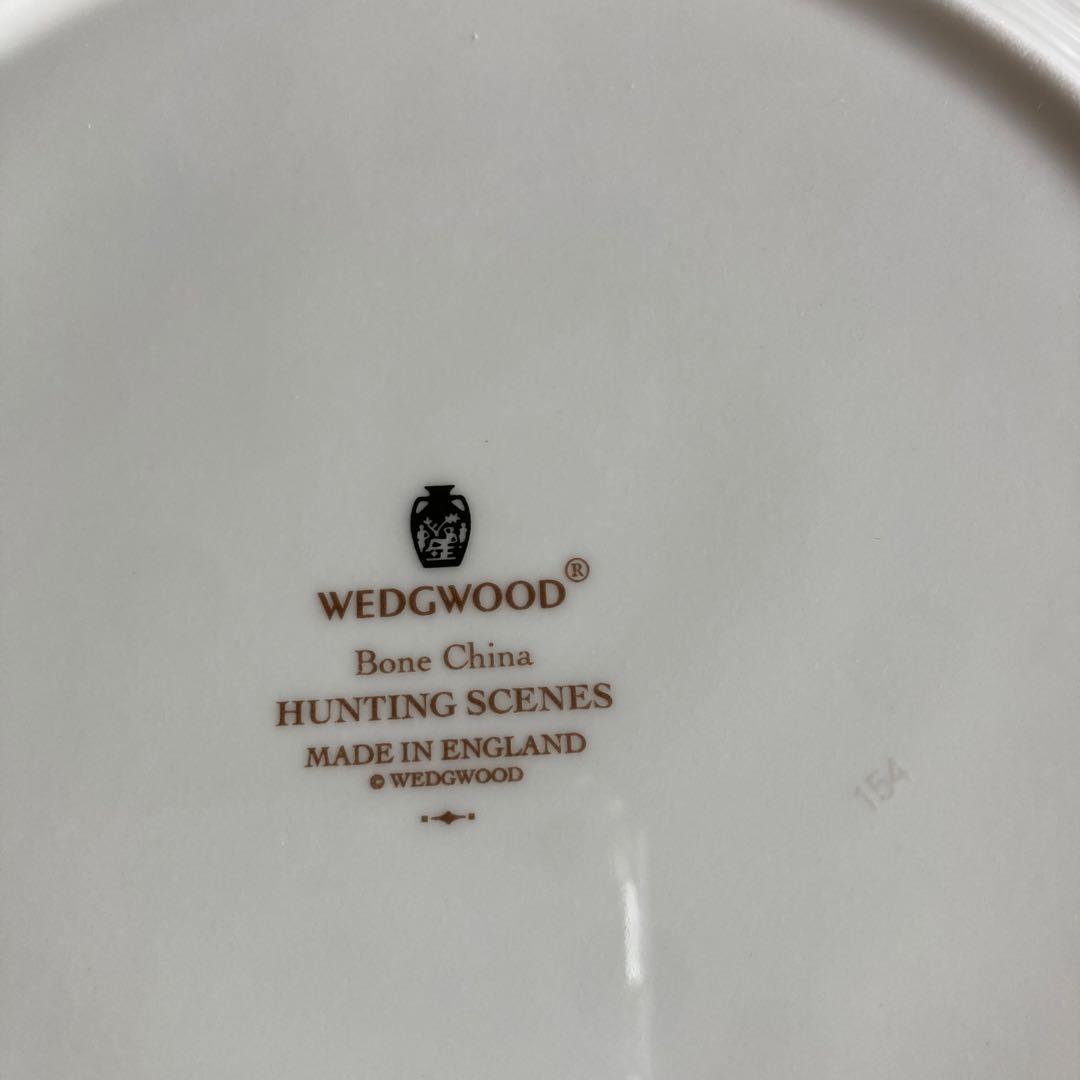 WEDGWOOD®
Bone China
HUNTING SCENES
MADE IN ENGLAND
© WEDGWOOD
154